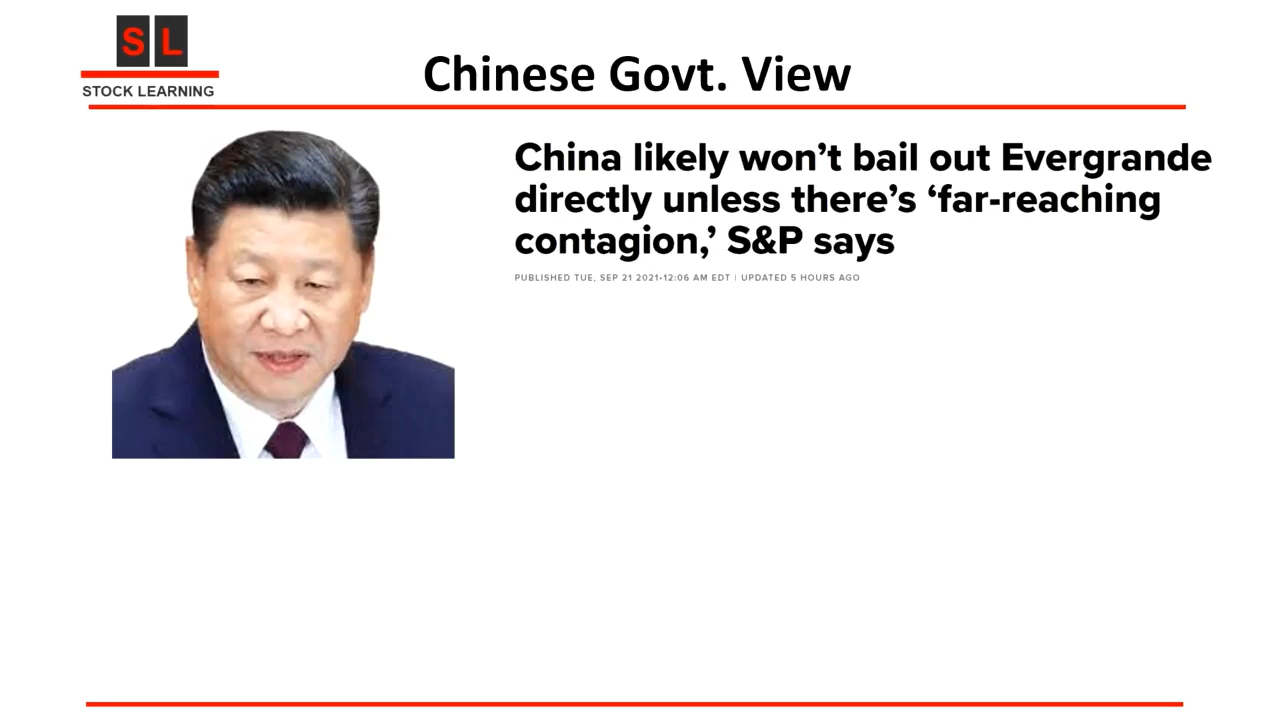 SL
STOCK LEARNING
Chinese Govt. View
China likely won’t bail out Evergrande
directly unless there’s ‘far-reaching
contagion,’ S&P says
PUBLISHED TUE, SEP 21 2021•12:06 AM EDT | UPDATED 5 HOURS AGO